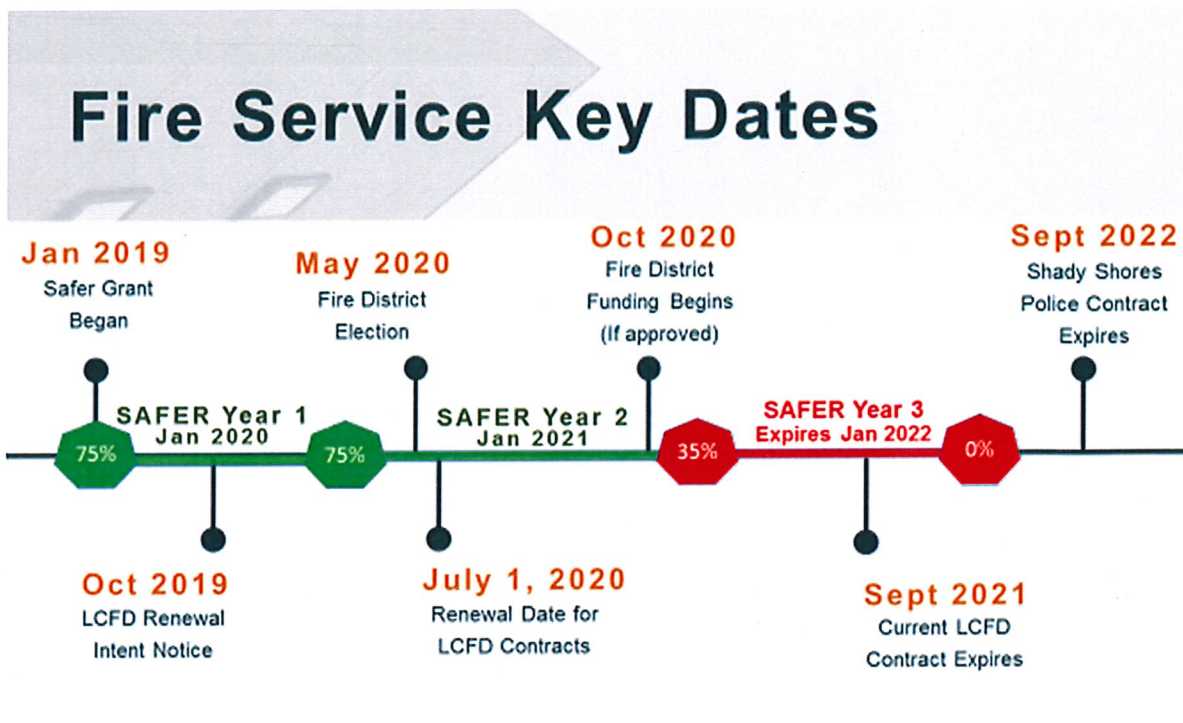 Fire Service Key Dates
Jan 2019
Safer Grant
Began
May 2020
Fire District
Election
Oct 2020
Fire District
Funding Begins
(If approved)
Sept 2022
Shady Shores
Police Contract
Expires
SAFER Year 1
Jan 2020
SAFER Year 2
Jan 2021
SAFER Year 3
Expires Jan 2022
75%
75%
35%
0%
Oct 2019
LCFD Renewal
Intent Notice
July 1, 2020
Renewal Date for
LCFD Contracts
Sept 2021
Current LCFD
Contract Expires